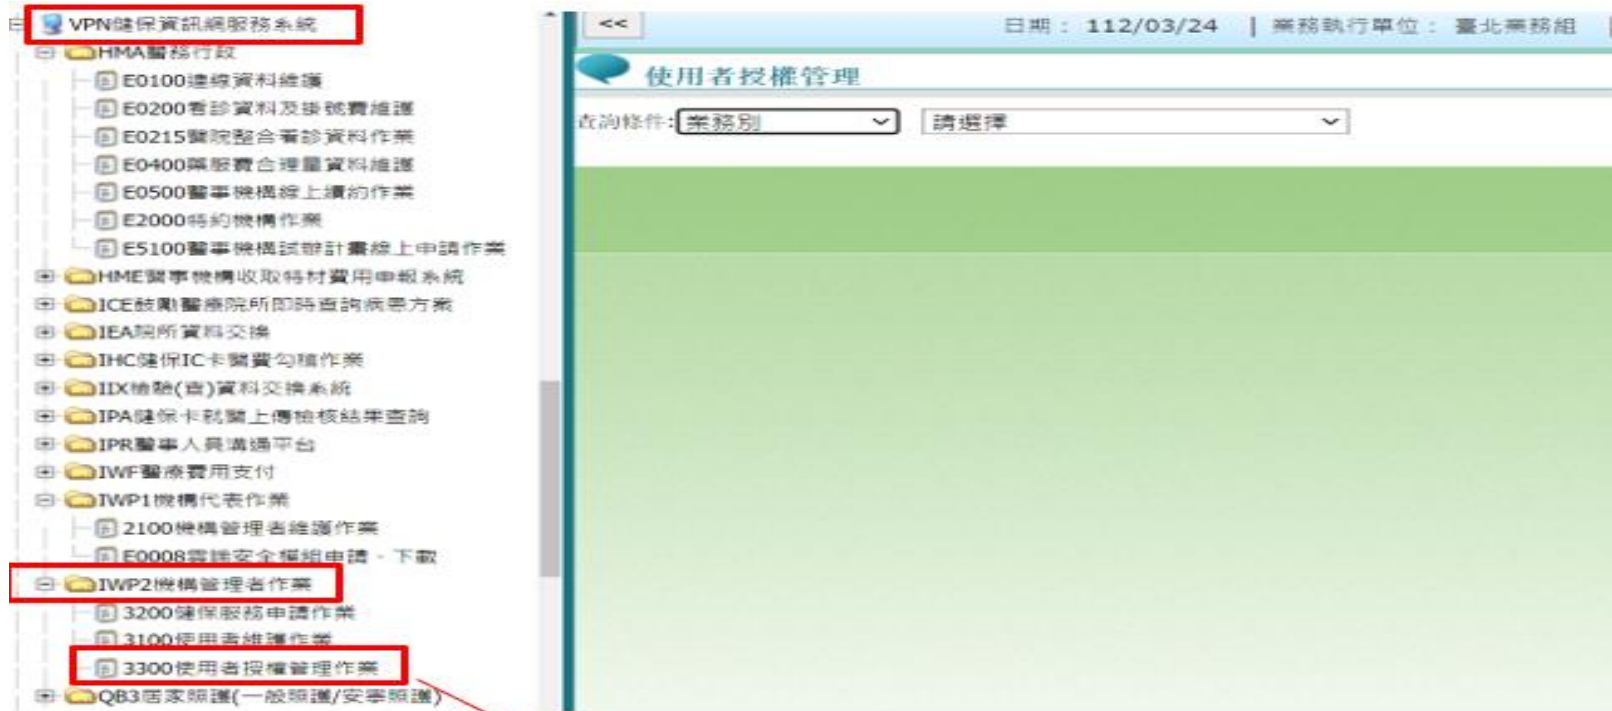 VPN健保資訊網服務系統
HMA醫務行政
E0100連線資料維護
E0200看診資料及掛號費維護
E0215醫院整合看診資料作業
E0400藥服費合理量資料維護
E0500醫事機構線上續約作業
E2000特約機構作業
E5100醫事機構試辦計畫線上申請作業
HME醫事機構收取特材費用申報系統
ICE鼓勵醫療院所即時查詢病患方案
IEA院所資料交換
IHC健保IC卡醫費勾稽作業
IIX檢驗(查)資料交換系統
IPA健保卡就醫上傳檢核結果查詢
IPR醫事人員溝通平台
IWF醫療費用支付
IWP1機構代表作業
2100機構管理者維護作業
E0008雲端安全模組申請、下載
IWP2機構管理者作業
3200健保服務申請作業
3100使用者維護作業
3300使用者授權管理作業
QB3居家照護(一般照護/安寧照護)
<<
日期： 112/03/24 | 業務執行單位： 臺北業務組 |
使用者授權管理
查詢條件: 業務別 請選擇